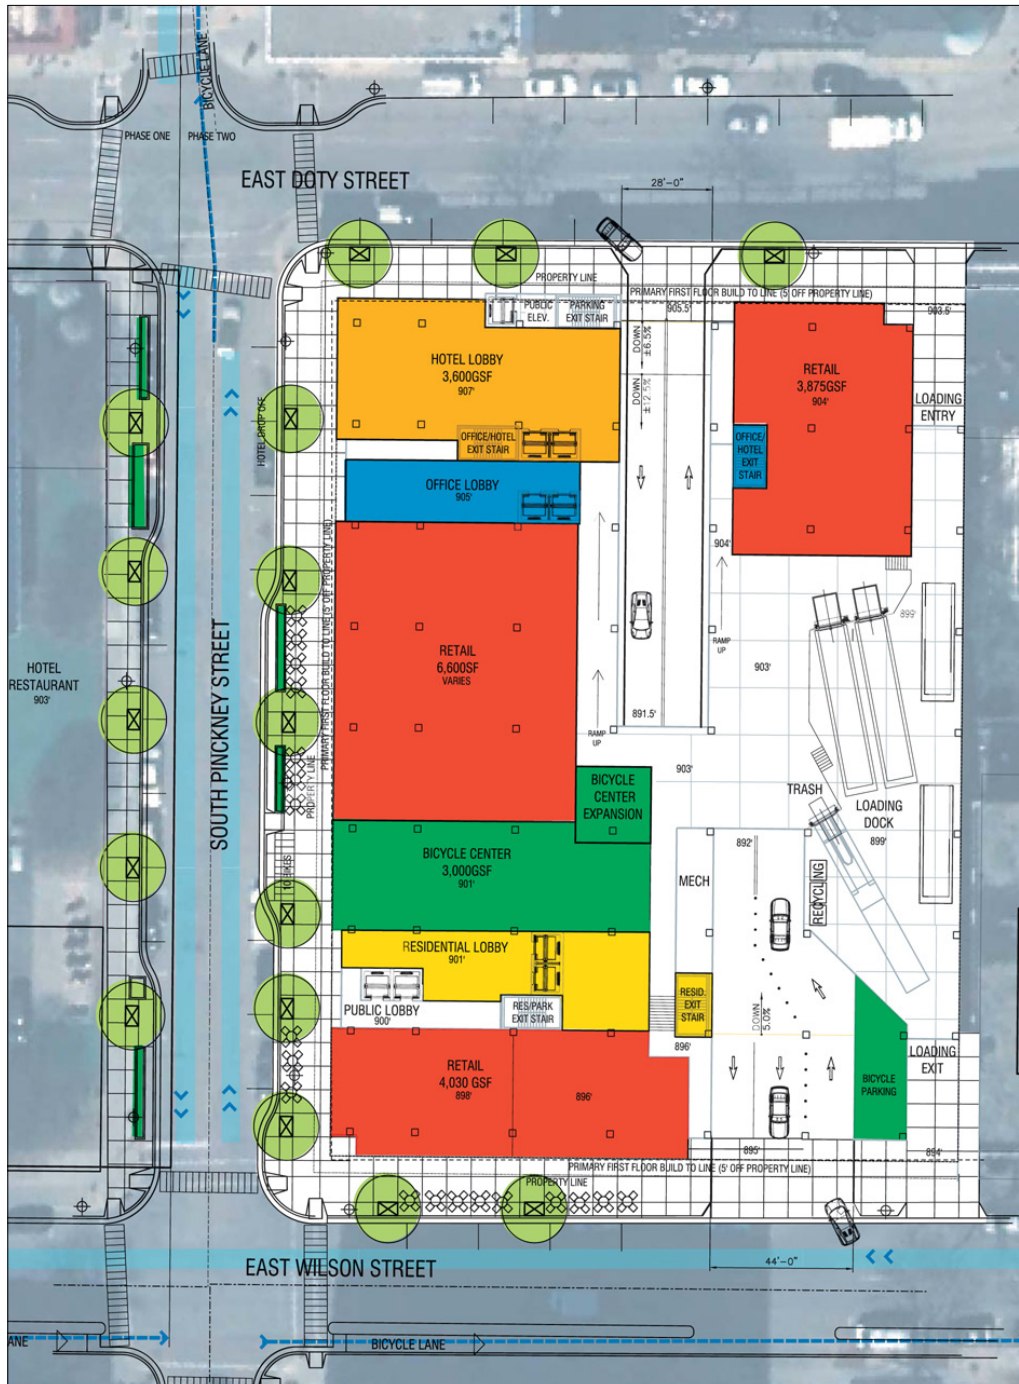 BICYCLE LANE
PHASE ONE
PHASE TWO
EAST DOTY STREET
28'-0"
PROPERTY LINE
PRIMARY FIRST FLOOR BUILD TO LINE (5' OFF PROPERTY LINE)
905.5'
903.5'
PUBLIC
ELEV.
PARKING
EXIT STAIR
DOWN
±6.5%
DOWN
±12.5%
HOTEL LOBBY
3,600GSF
907'
RETAIL
3,875GSF
904'
LOADING
ENTRY
HOTEL DROP OFF
OFFICE/HOTEL
EXIT STAIR
OFFICE/
HOTEL
EXIT
STAIR
OFFICE LOBBY
905'
904'
PRIMARY FIRST FLOOR BUILD TO LINE (5' OFF PROPERTY LINE)
899'
RAMP
UP
RETAIL
6,600SF
VARIES
903'
HOTEL
RESTAURANT
903'
SOUTH PINCKNEY STREET
891.5'
RAMP
UP
903'
PROPERTY LINE
BICYCLE
CENTER
EXPANSION
TRASH
LOADING
DOCK
899'
892'
BICYCLE CENTER
3,000GSF
901'
10 BIKES
MECH
RECYCLING
RESIDENTIAL LOBBY
901'
RESID.
EXIT
STAIR
PUBLIC LOBBY
900'
RES/PARK
EXIT STAIR
DOWN
5.0%
896'
LOADING
EXIT
RETAIL
4,030 GSF
898'
896'
BICYCLE
PARKING
895'
894'
PRIMARY FIRST FLOOR BUILD TO LINE (5' OFF PROPERTY LINE)
PROPERTY LINE
EAST WILSON STREET
44'-0"
BICYCLE LANE